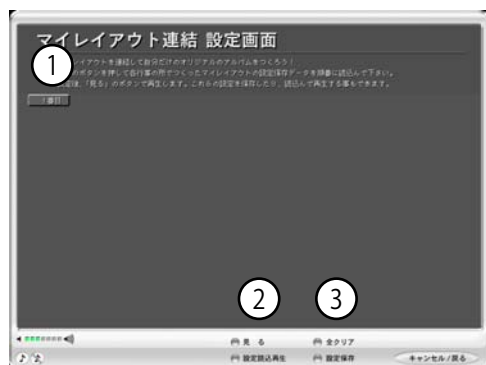 マイレイアウト連結 設定画面
イアウトを連結して自分だけのオリジナルのアルバムをつくろう！
のボタンを押して各行事の所でつくったマイレイアウトの設定保存データを順番に読込んで下さい。
後、「見る」のボタンで再生します。これらの設定を保存したり、読込んで再生する事もできます。
1
1番目
2
3
見 る
全クリア
設定読込再生
設定保存
キャンセル/戻る